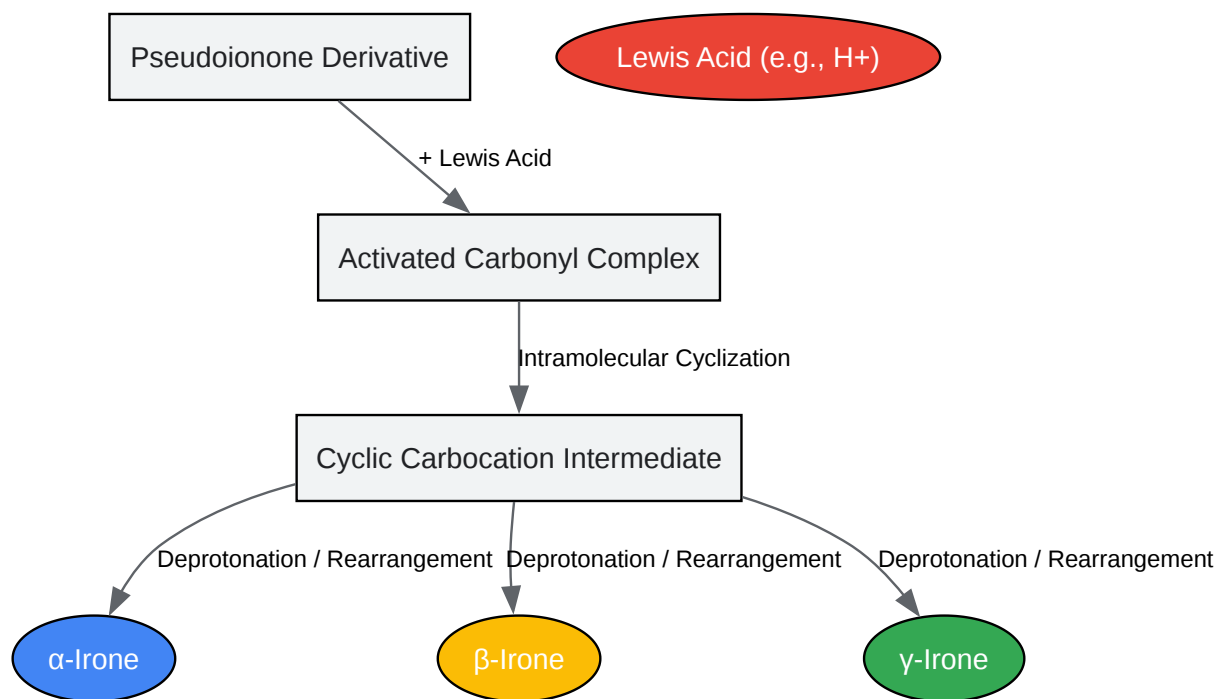 Pseudoionone Derivative
Lewis Acid (e.g., H+)
+ Lewis Acid
Activated Carbonyl Complex
Intramolecular Cyclization
Cyclic Carbocation Intermediate
Deprotonation / Rearrangement
Deprotonation / Rearrangement
Deprotonation / Rearrangement
α-Irone
β-Irone
γ-Irone